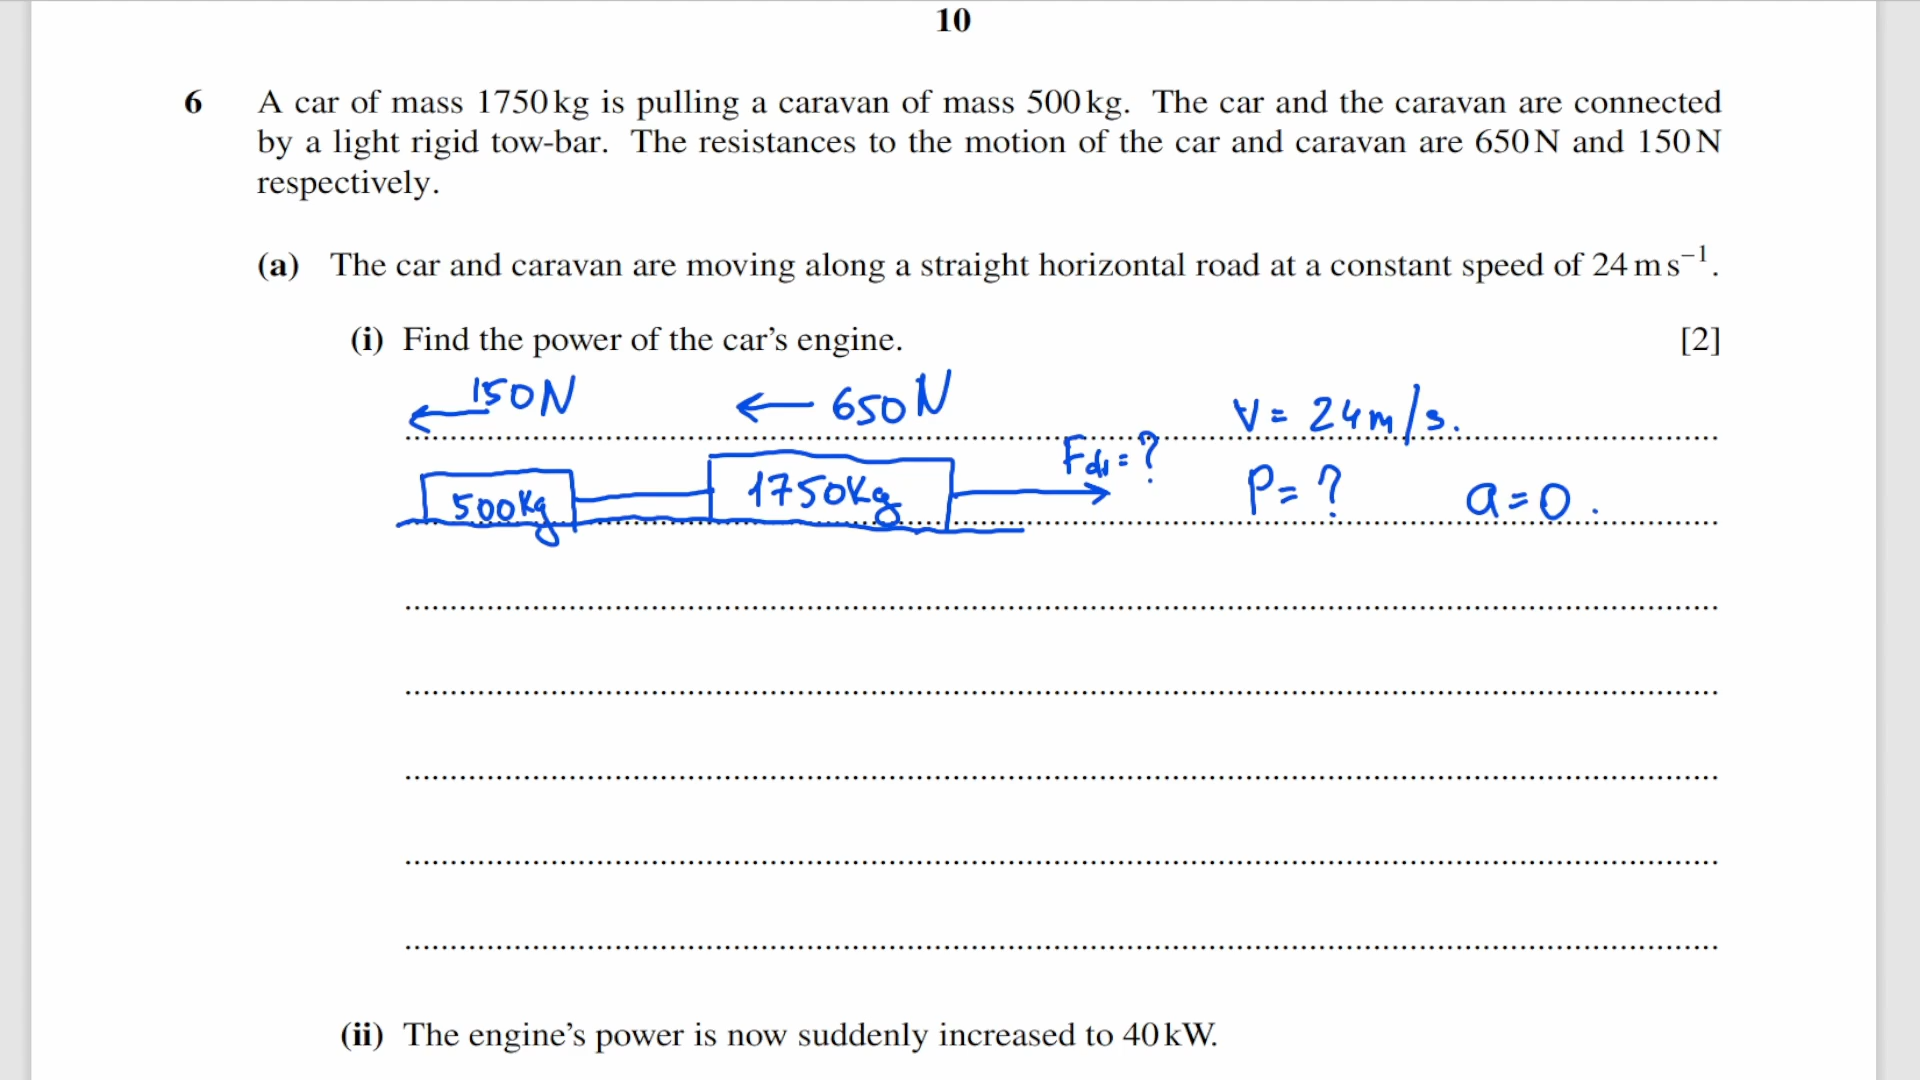 10
6 A car of mass 1750 kg is pulling a caravan of mass 500 kg. The car and the caravan are connected
by a light rigid tow-bar. The resistances to the motion of the car and caravan are 650 N and 150 N
respectively.
(a) The car and caravan are moving along a straight horizontal road at a constant speed of 24 m s⁻¹.
(i) Find the power of the car's engine. [2]
150N 650N V = 24m/s.
500Kg 1750Kg Fdr = ? P = ? a = 0.
(ii) The engine's power is now suddenly increased to 40 kW.